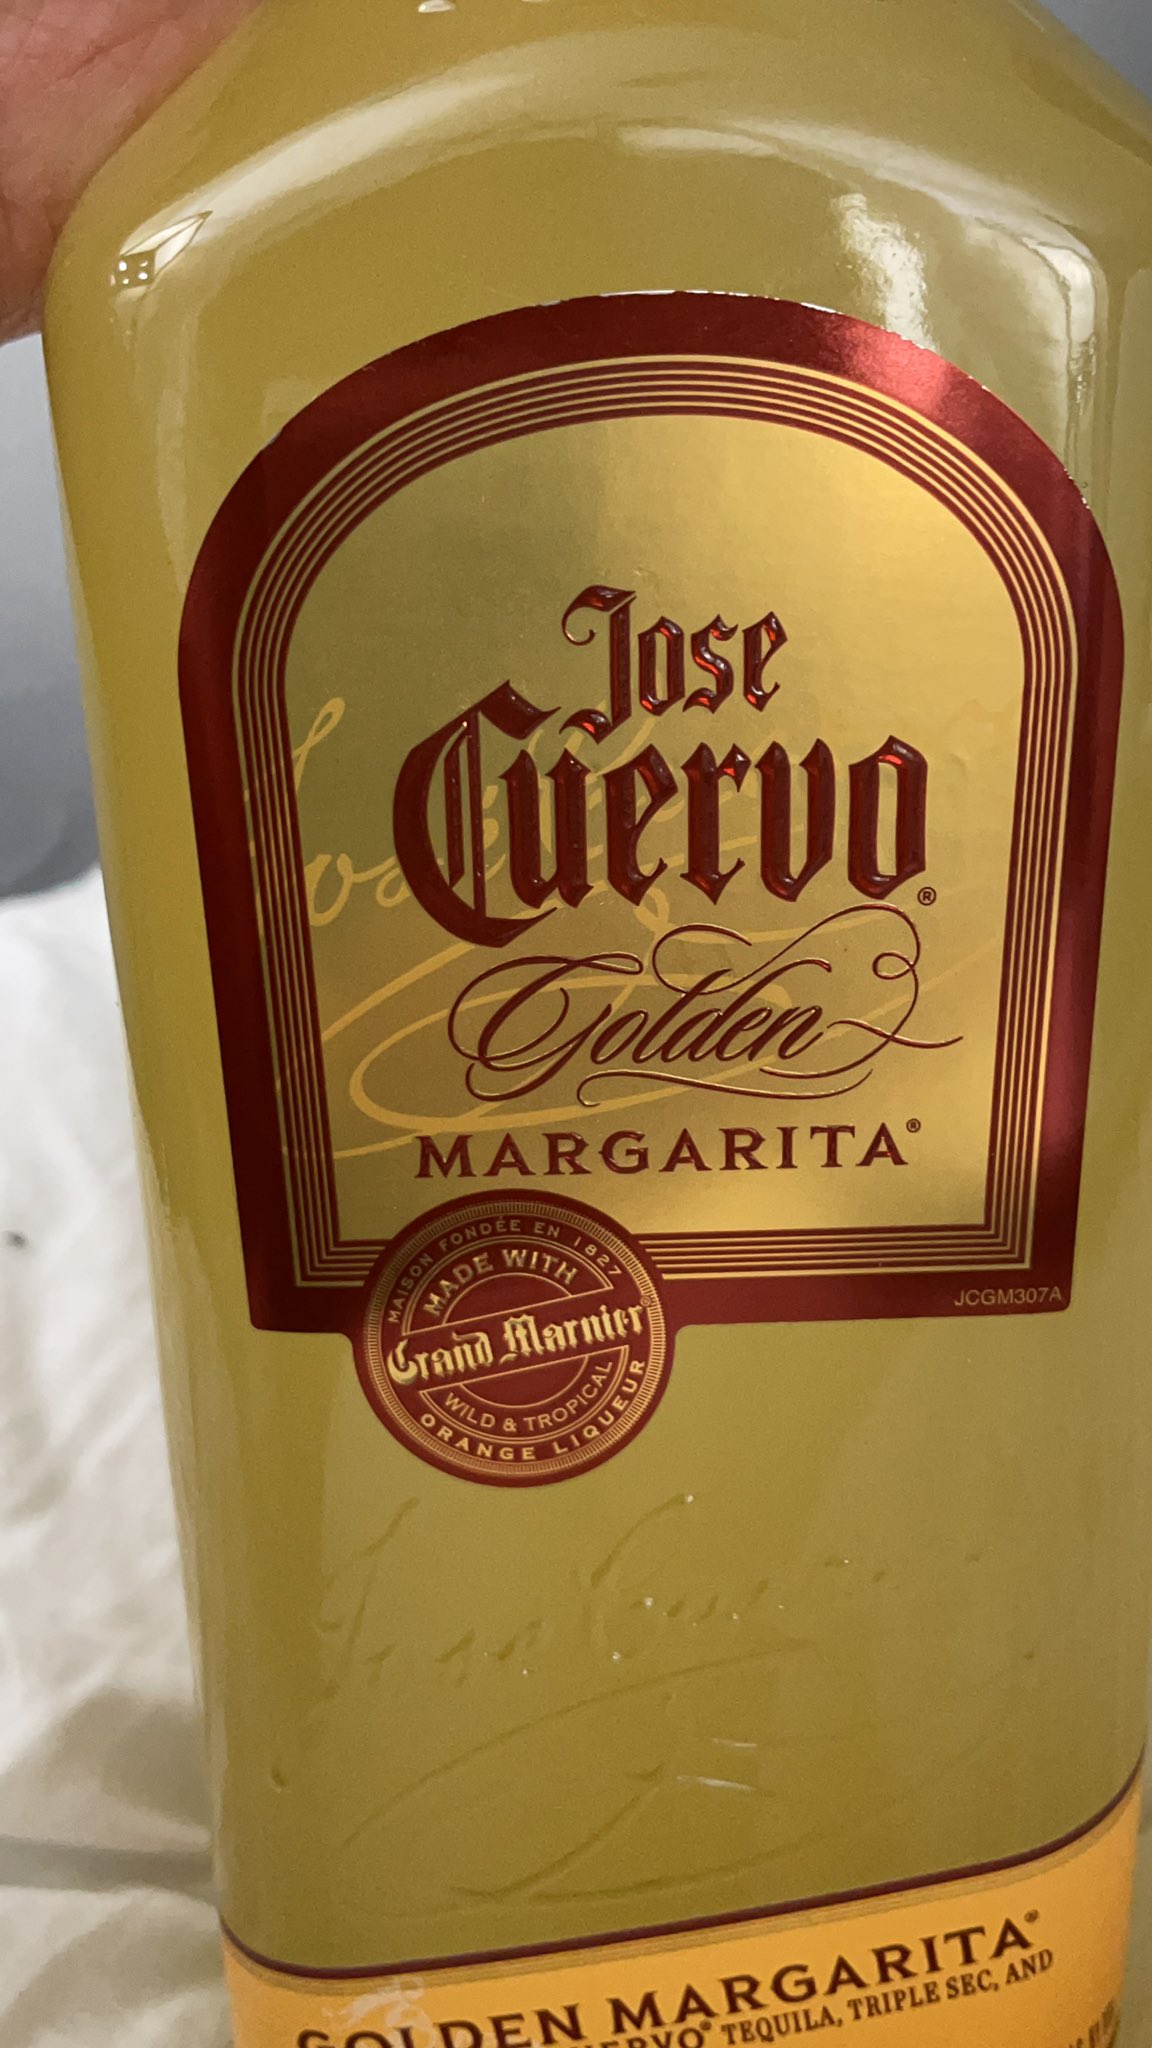 Jose
Cuervo®
Golden
MARGARITA®
MAISON FONDÉE EN 1827
MADE WITH
Grand Marnier®
WILD & TROPICAL
ORANGE LIQUEUR
JCGM307A
GOLDEN MARGARITA®
TEQUILA, TRIPLE SEC, AND